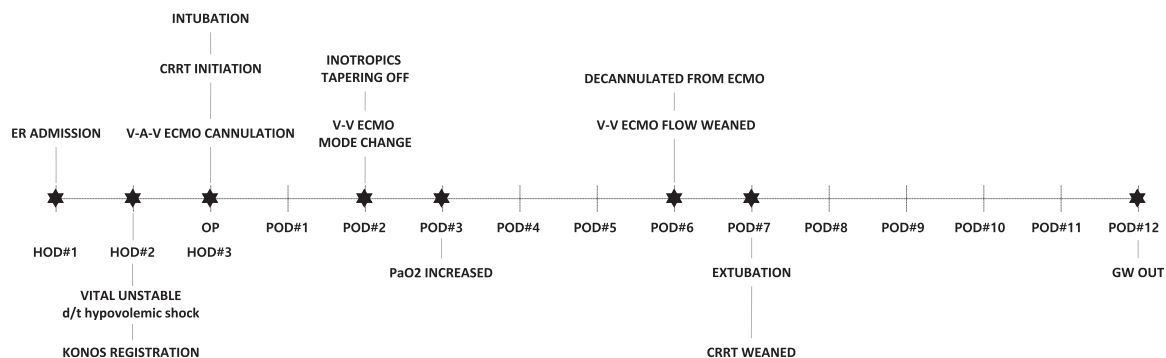 INTUBATION
CRRT INITIATION
INOTROPICS
TAPERING OFF
DECANNULATED FROM ECMO
ER ADMISSION
V-A-V ECMO CANNULATION
V-V ECMO
MODE CHANGE
V-V ECMO FLOW WEANED
OP POD#1 POD#2 POD#3 POD#4 POD#5 POD#6 POD#7 POD#8 POD#9 POD#10 POD#11 POD#12
HOD#1 HOD#2 HOD#3
PaO2 INCREASED
EXTUBATION
GW OUT
VITAL UNSTABLE
d/t hypovolemic shock
KONOS REGISTRATION
CRRT WEANED